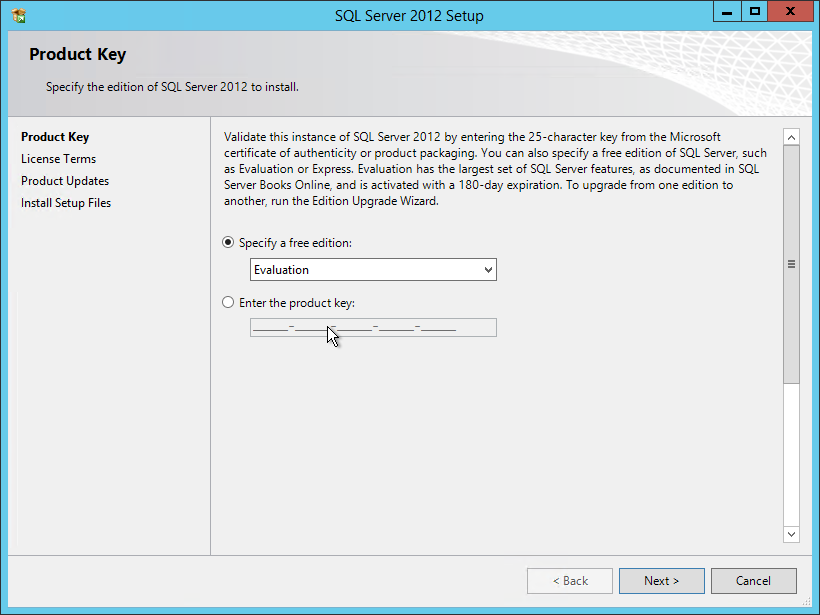 SQL Server 2012 Setup
Product Key
Specify the edition of SQL Server 2012 to install.
Product Key
License Terms
Product Updates
Install Setup Files
Validate this instance of SQL Server 2012 by entering the 25-character key from the Microsoft
certificate of authenticity or product packaging. You can also specify a free edition of SQL Server, such
as Evaluation or Express. Evaluation has the largest set of SQL Server features, as documented in SQL
Server Books Online, and is activated with a 180-day expiration. To upgrade from one edition to
another, run the Edition Upgrade Wizard.
Specify a free edition:
Evaluation
Enter the product key:
_____-_____-_____-_____-_____
< Back
Next >
Cancel